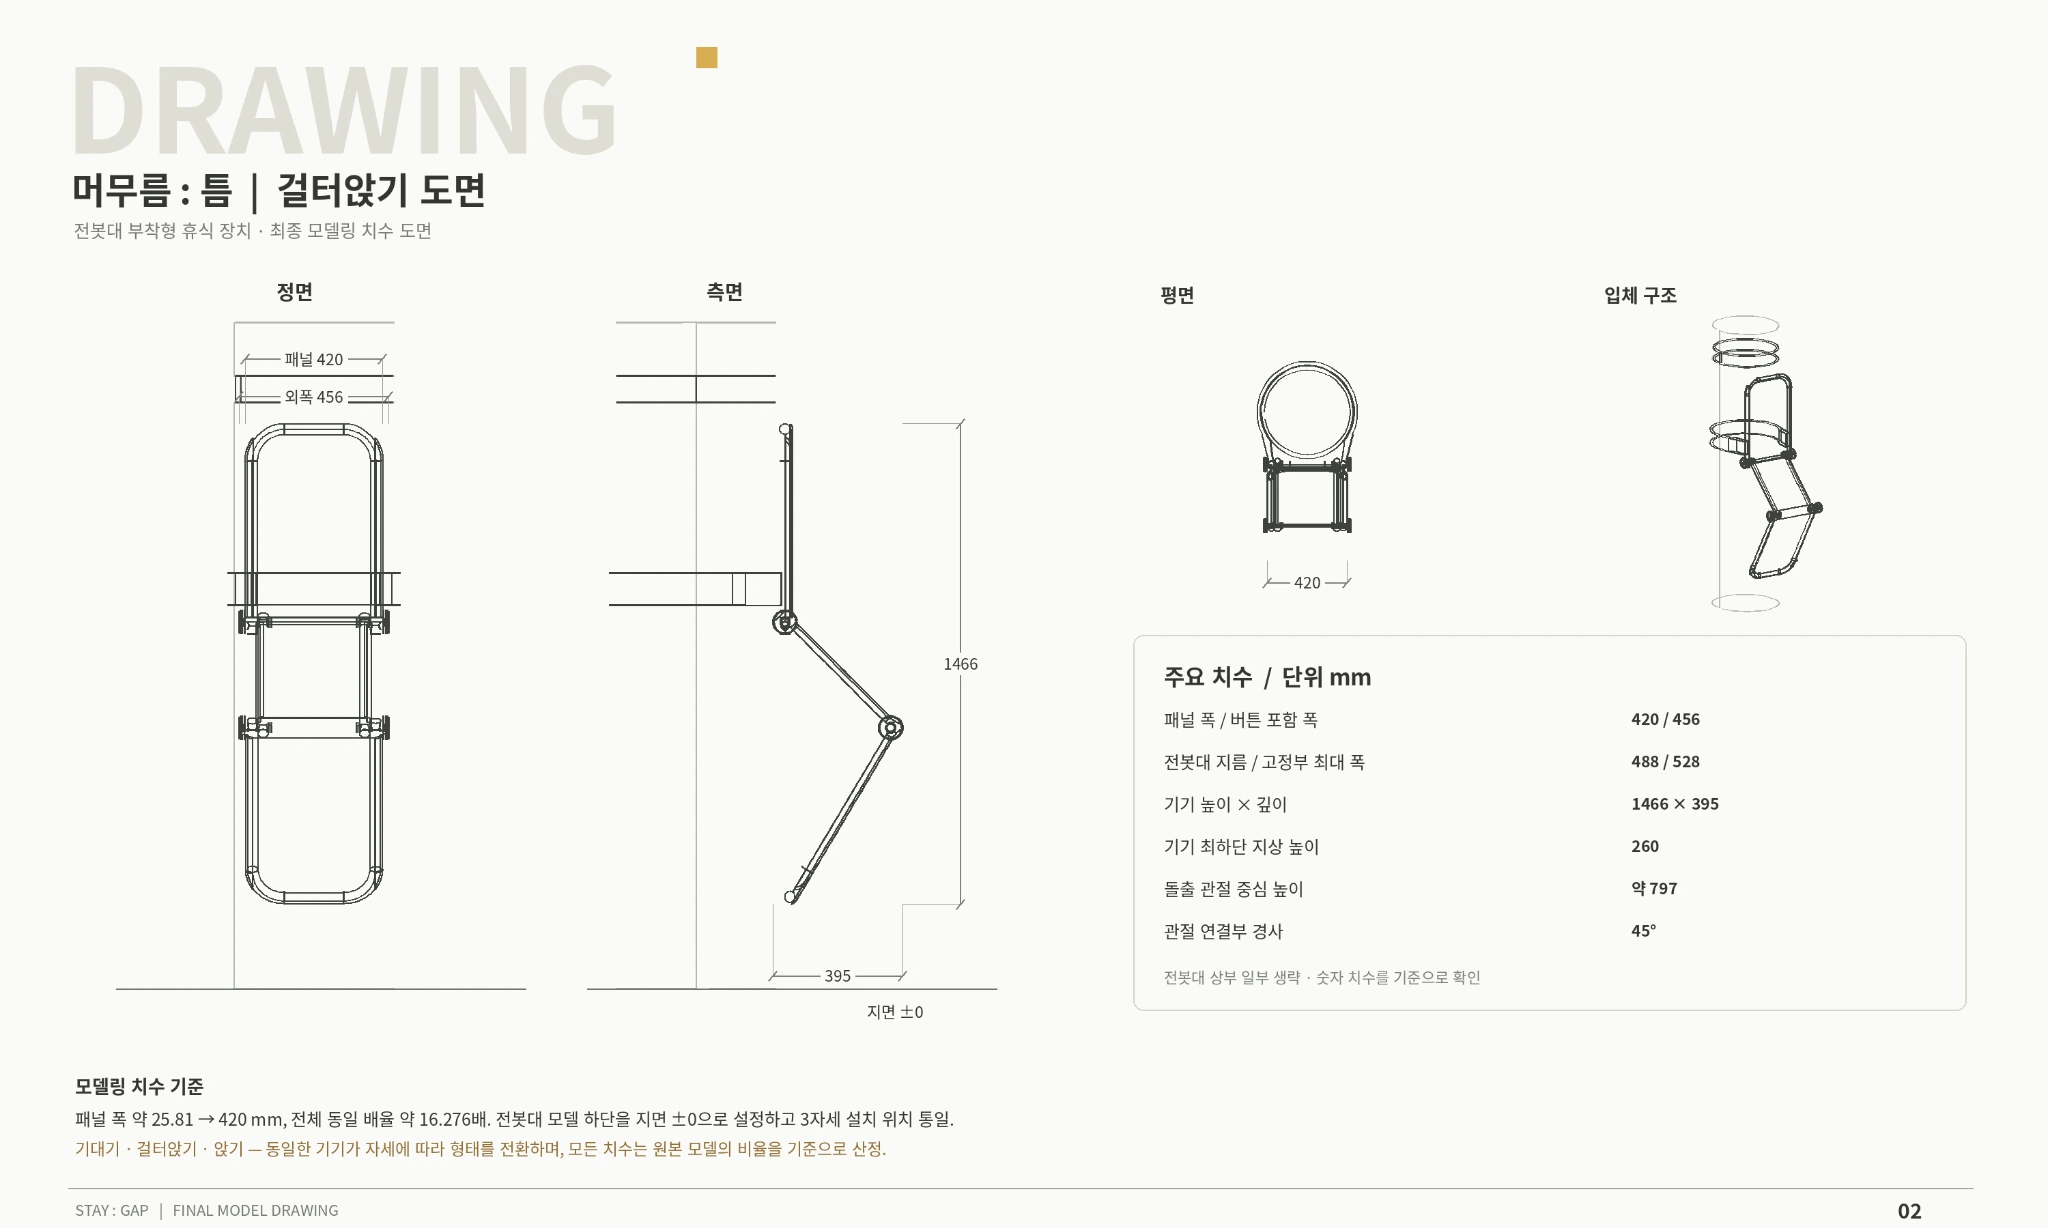 DRAWING
머무름 : 틈 | 걸터앉기 도면
전봇대 부착형 휴식 장치 · 최종 모델링 치수 도면
정면
측면
평면
입체 구조
패널 420
외폭 456
1466
395
지면 ±0
420
주요 치수 / 단위 mm
패널 폭 / 버튼 포함 폭 420 / 456
전봇대 지름 / 고정부 최대 폭 488 / 528
기기 높이 × 깊이 1466 × 395
기기 최하단 지상 높이 260
돌출 관절 중심 높이 약 797
관절 연결부 경사 45°
전봇대 상부 일부 생략 · 숫자 치수를 기준으로 확인
모델링 치수 기준
패널 폭 약 25.81 → 420 mm, 전체 동일 배율 약 16.276배. 전봇대 모델 하단을 지면 ±0으로 설정하고 3자세 설치 위치 통일.
기대기 · 걸터앉기 · 앉기 — 동일한 기기가 자세에 따라 형태를 전환하며, 모든 치수는 원본 모델의 비율을 기준으로 산정.
STAY : GAP | FINAL MODEL DRAWING
02